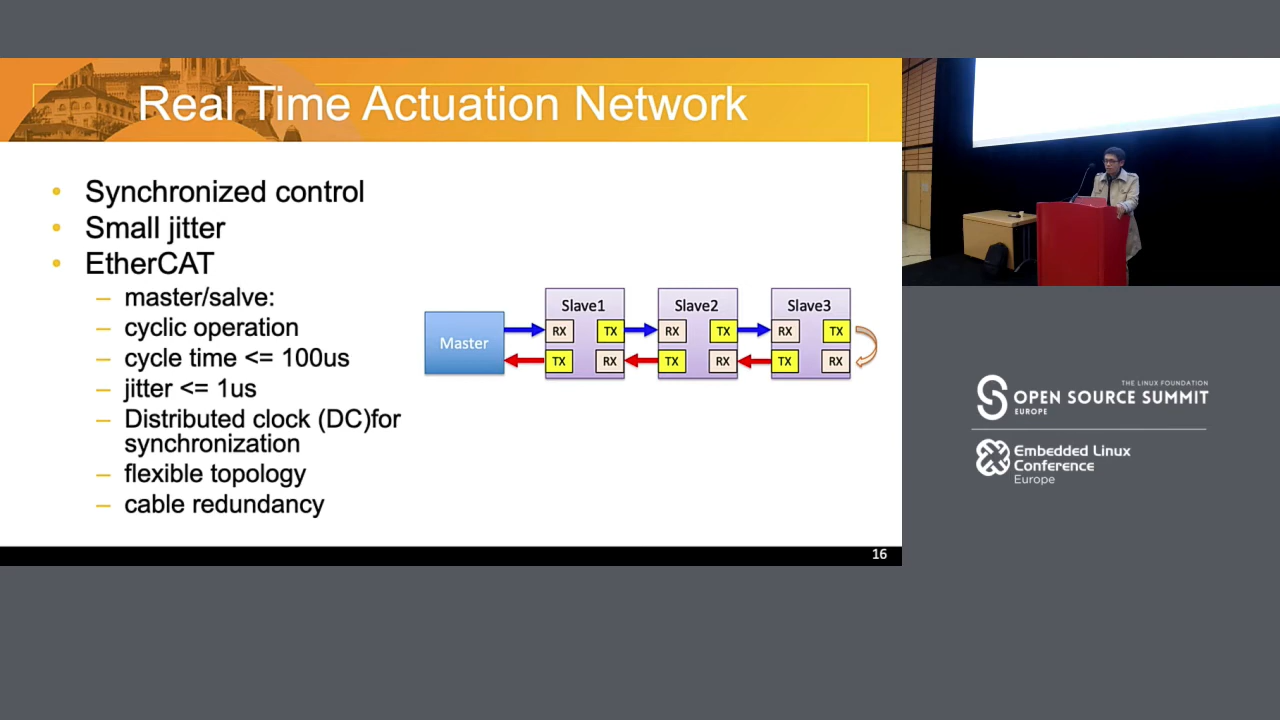 Real Time Actuation Network
• Synchronized control
• Small jitter
• EtherCAT
– master/salve:
– cyclic operation
– cycle time <= 100us
– jitter <= 1us
– Distributed clock (DC)for
synchronization
– flexible topology
– cable redundancy
Master
Slave1
RX TX
TX RX
Slave2
RX TX
TX RX
Slave3
RX TX
TX RX
16
THE LINUX FOUNDATION
OPEN SOURCE SUMMIT
EUROPE
Embedded Linux
Conference
Europe